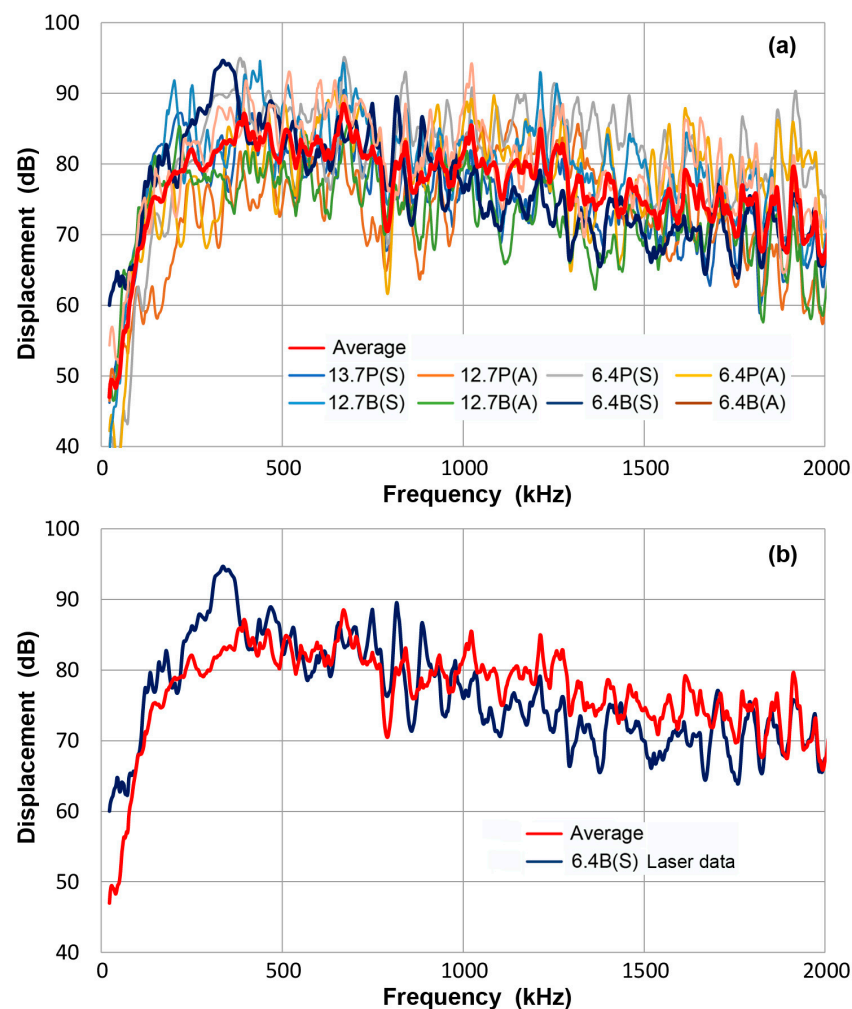 (a)
100
90
80
70
60
50
40
Displacement (dB)
Average
13.7P(S) 12.7P(A) 6.4P(S) 6.4P(A)
12.7B(S) 12.7B(A) 6.4B(S) 6.4B(A)
0 500 1000 1500 2000
Frequency (kHz)
(b)
100
90
80
70
60
50
40
Displacement (dB)
Average
6.4B(S) Laser data
0 500 1000 1500 2000
Frequency (kHz)